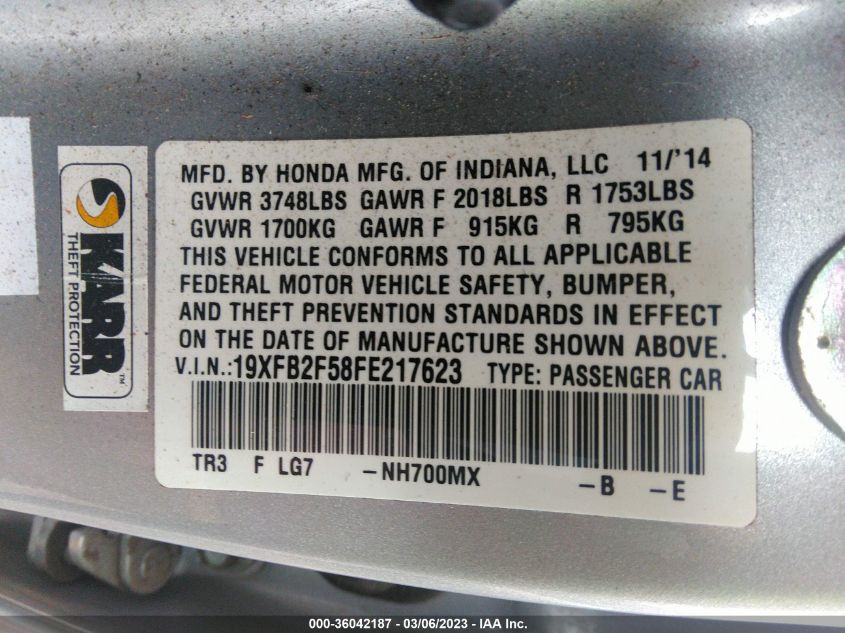 MFD. BY HONDA MFG. OF INDIANA, LLC 11/'14
GVWR 3748LBS GAWR F 2018LBS R 1753LBS
GVWR 1700KG GAWR F 915KG R 795KG
THIS VEHICLE CONFORMS TO ALL APPLICABLE
FEDERAL MOTOR VEHICLE SAFETY, BUMPER,
AND THEFT PREVENTION STANDARDS IN EFFECT
ON THE DATE OF MANUFACTURE SHOWN ABOVE.
V.I.N.:19XFB2F58FE217623 TYPE: PASSENGER CAR
TR3 F LG7 -NH700MX -B -E
KARR™
THEFT PROTECTION
000-36042187 - 03/06/2023 - IAA Inc.